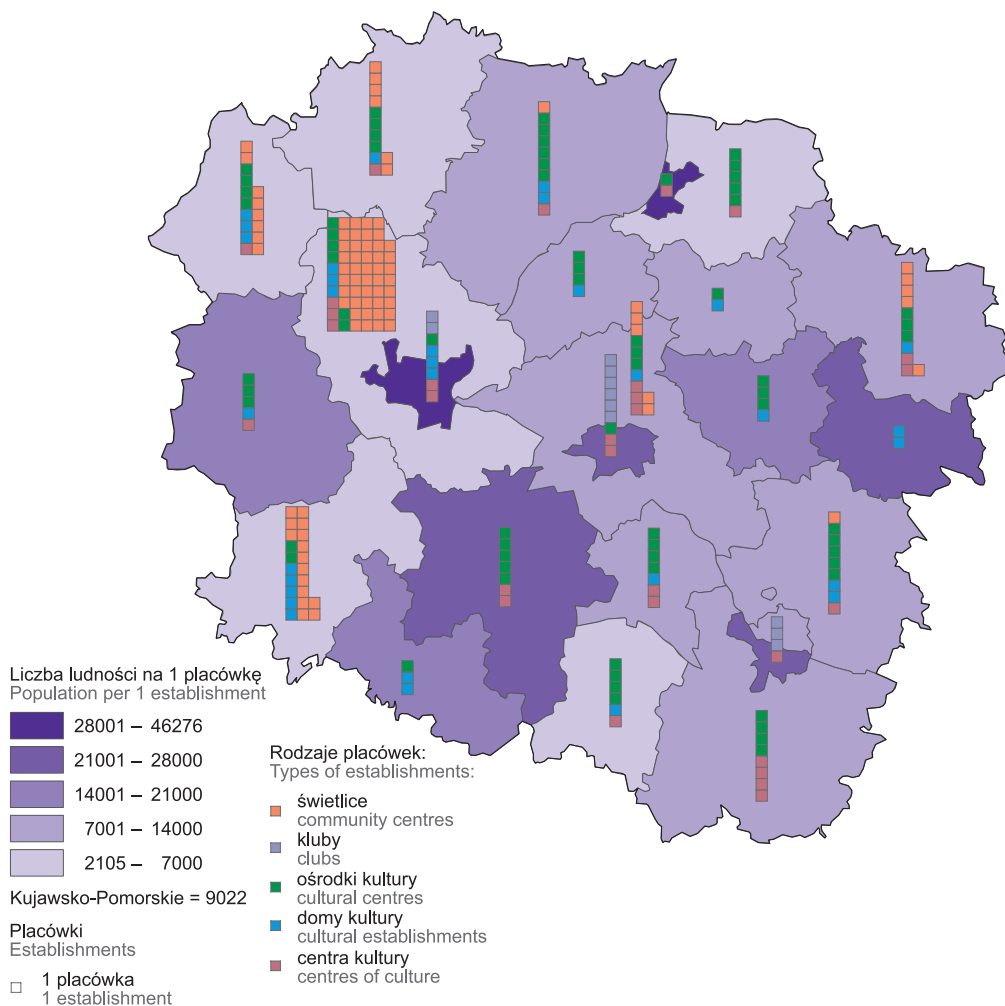 Liczba ludności na 1 placówkę
Population per 1 establishment
28001 – 46276
21001 – 28000
14001 – 21000
7001 – 14000
2105 – 7000
Kujawsko-Pomorskie = 9022
Placówki
Establishments
1 placówka
1 establishment
Rodzaje placówek:
Types of establishments:
świetlice
community centres
kluby
clubs
ośrodki kultury
cultural centres
domy kultury
cultural establishments
centra kultury
centres of culture